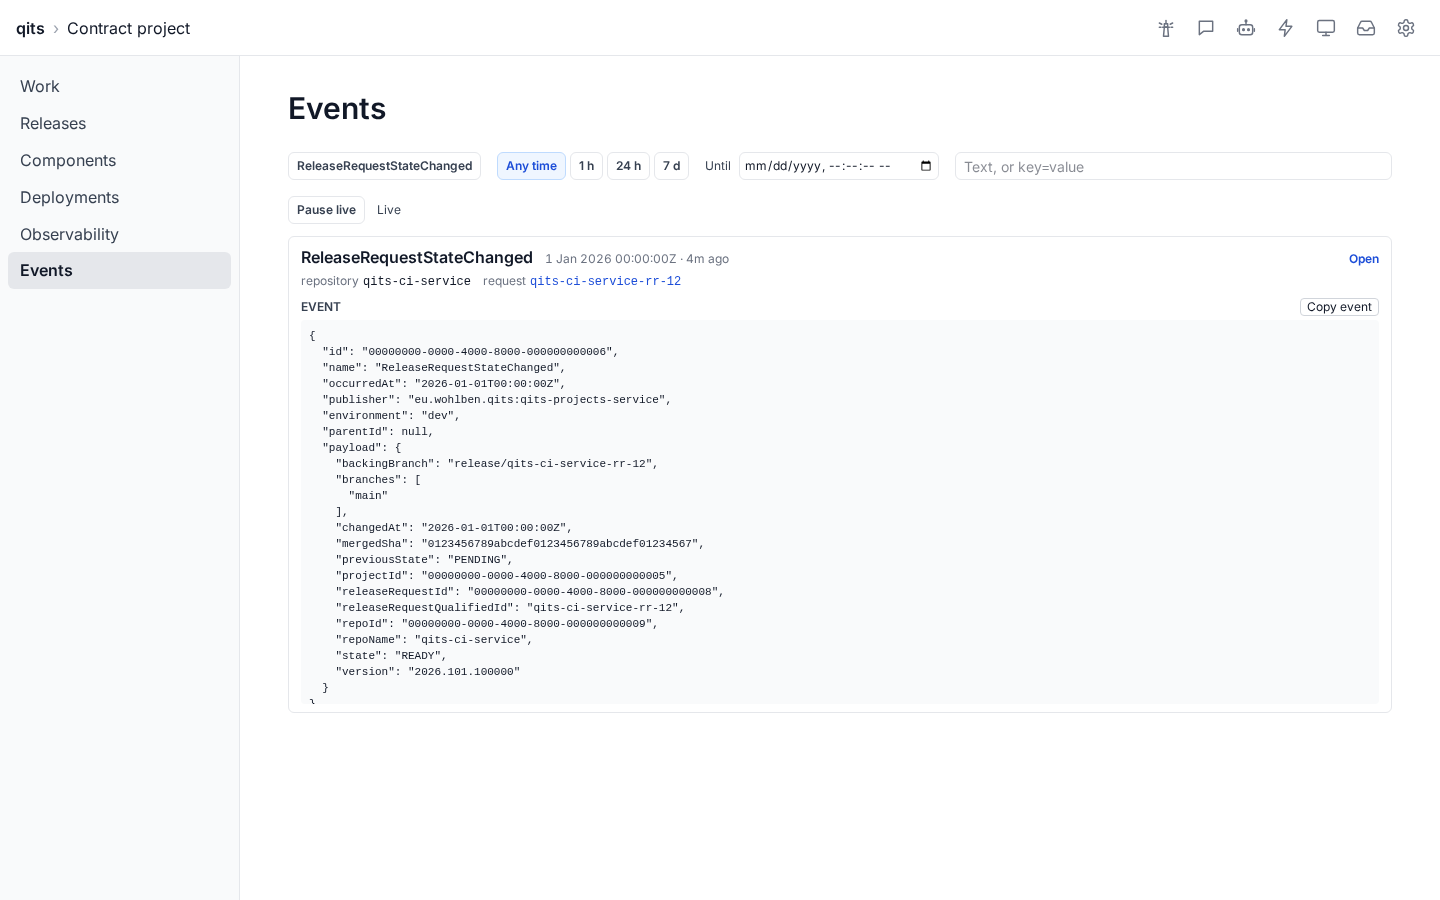 qits › Contract project
Work
Releases
Components
Deployments
Observability
Events
Events
ReleaseRequestStateChanged Any time 1 h 24 h 7 d Until mm/dd/yyyy, --:--:-- -- Text, or key=value
Pause live Live
ReleaseRequestStateChanged 1 Jan 2026 00:00:00Z · 4m ago Open
repository qits-ci-service request qits-ci-service-rr-12
EVENT Copy event
{
  "id": "00000000-0000-4000-8000-000000000006",
  "name": "ReleaseRequestStateChanged",
  "occurredAt": "2026-01-01T00:00:00Z",
  "publisher": "eu.wohlben.qits:qits-projects-service",
  "environment": "dev",
  "parentId": null,
  "payload": {
    "backingBranch": "release/qits-ci-service-rr-12",
    "branches": [
      "main"
    ],
    "changedAt": "2026-01-01T00:00:00Z",
    "mergedSha": "0123456789abcdef0123456789abcdef01234567",
    "previousState": "PENDING",
    "projectId": "00000000-0000-4000-8000-000000000005",
    "releaseRequestId": "00000000-0000-4000-8000-000000000008",
    "releaseRequestQualifiedId": "qits-ci-service-rr-12",
    "repoId": "00000000-0000-4000-8000-000000000009",
    "repoName": "qits-ci-service",
    "state": "READY",
    "version": "2026.101.100000"
  }
}